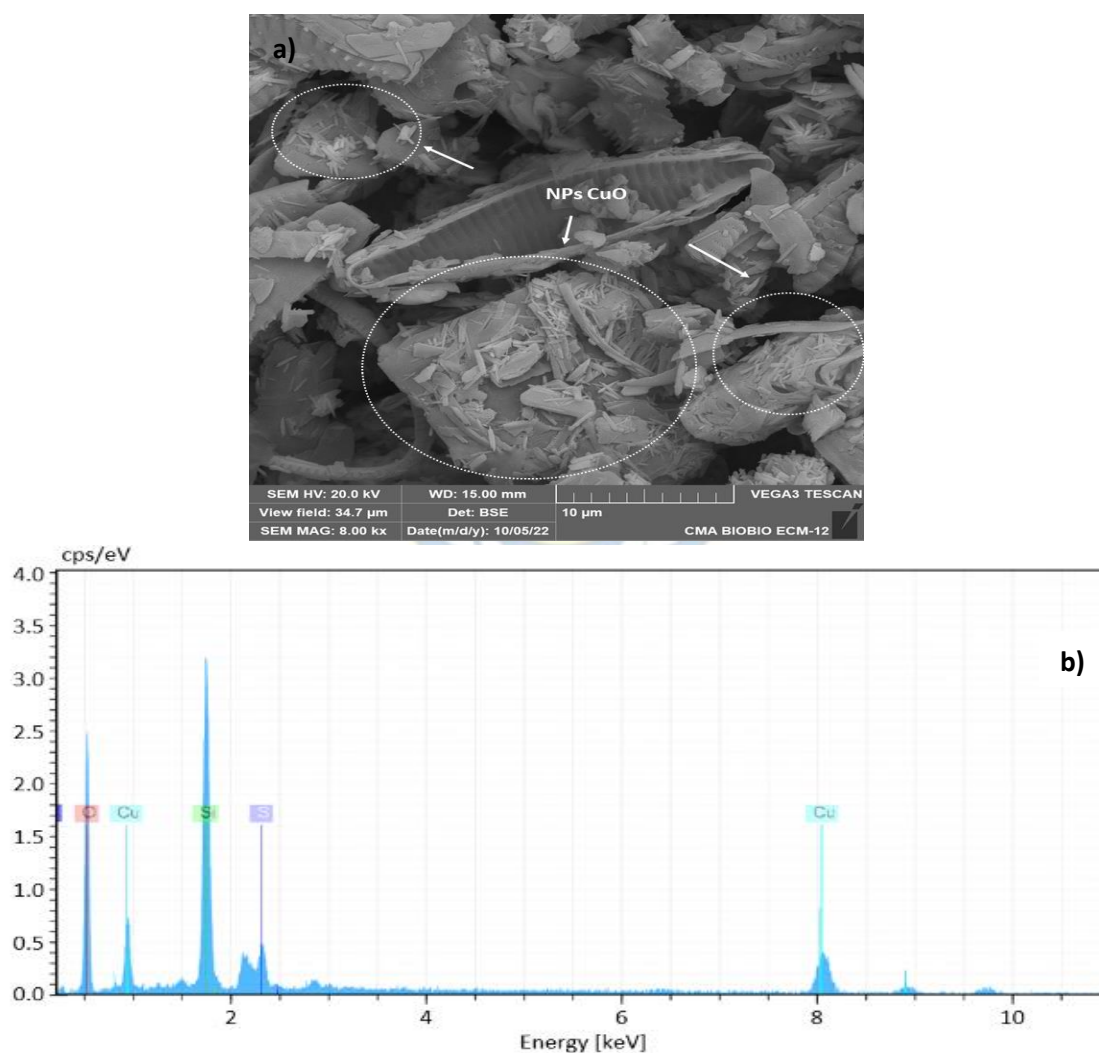 a)
NPs CuO
SEM HV: 20.0 kV WD: 15.00 mm VEGA3 TESCAN
View field: 34.7 µm Det: BSE 10 µm
SEM MAG: 8.00 kx Date(m/d/y): 10/05/22 CMA BIOBIO ECM-12
cps/eV
4.0
3.5
b)
3.0
2.5
2.0
O Cu Si S Cu
1.5
1.0
0.5
0.0
2 4 6 8 10
Energy [keV]